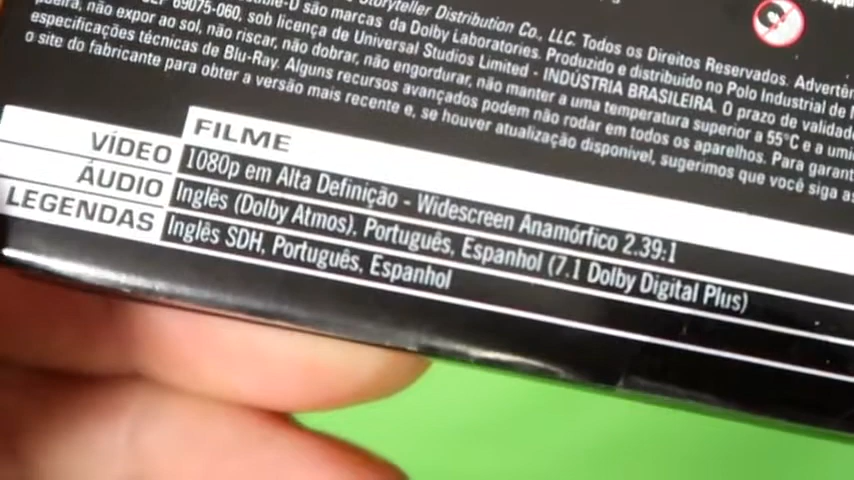 Storyteller Distribution Co., LLC. Todos os Direitos Reservados. Advertên
são marcas da Dolby Laboratories. Produzido e distribuído no Polo Industrial de
69075-060, sob licença de Universal Studios Limited - INDÚSTRIA BRASILEIRA. O prazo de validad
não expor ao sol, não riscar, não dobrar, não engordurar, não manter a uma temperatura superior a 55°C e a umi
especificações técnicas de Blu-Ray. Alguns recursos avançados podem não rodar em todos os aparelhos. Para garant
o site do fabricante para obter a versão mais recente e, se houver atualização disponível, sugerimos que você siga as
FILME
VÍDEO 1080p em Alta Definição - Widescreen Anamórfico 2.39:1
ÁUDIO Inglês (Dolby Atmos), Português, Espanhol (7.1 Dolby Digital Plus)
LEGENDAS Inglês SDH, Português, Espanhol